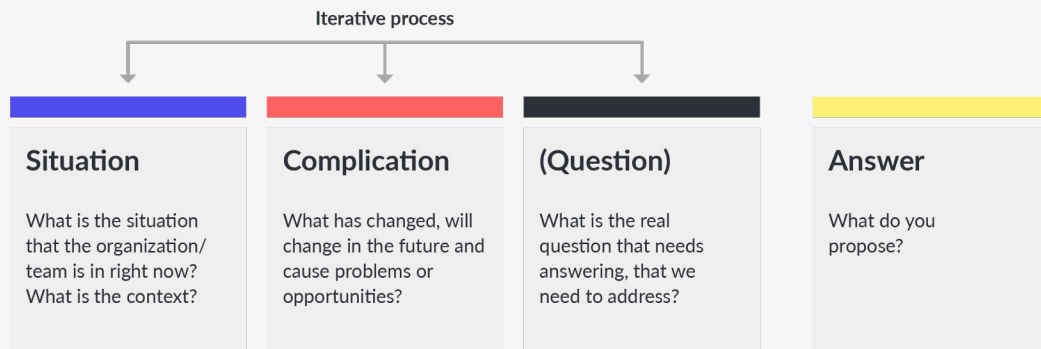 Iterative process
Situation
What is the situation
that the organization/
team is in right now?
What is the context?
Complication
What has changed, will
change in the future and
cause problems or
opportunities?
(Question)
What is the real
question that needs
answering, that we
need to address?
Answer
What do you
propose?